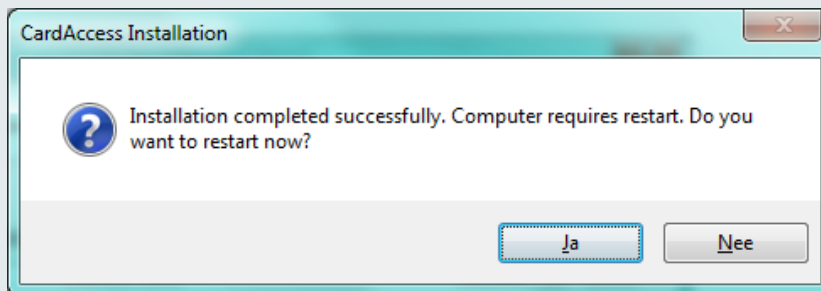 CardAccess Installation
Installation completed successfully. Computer requires restart. Do you
want to restart now?
Ja
Nee